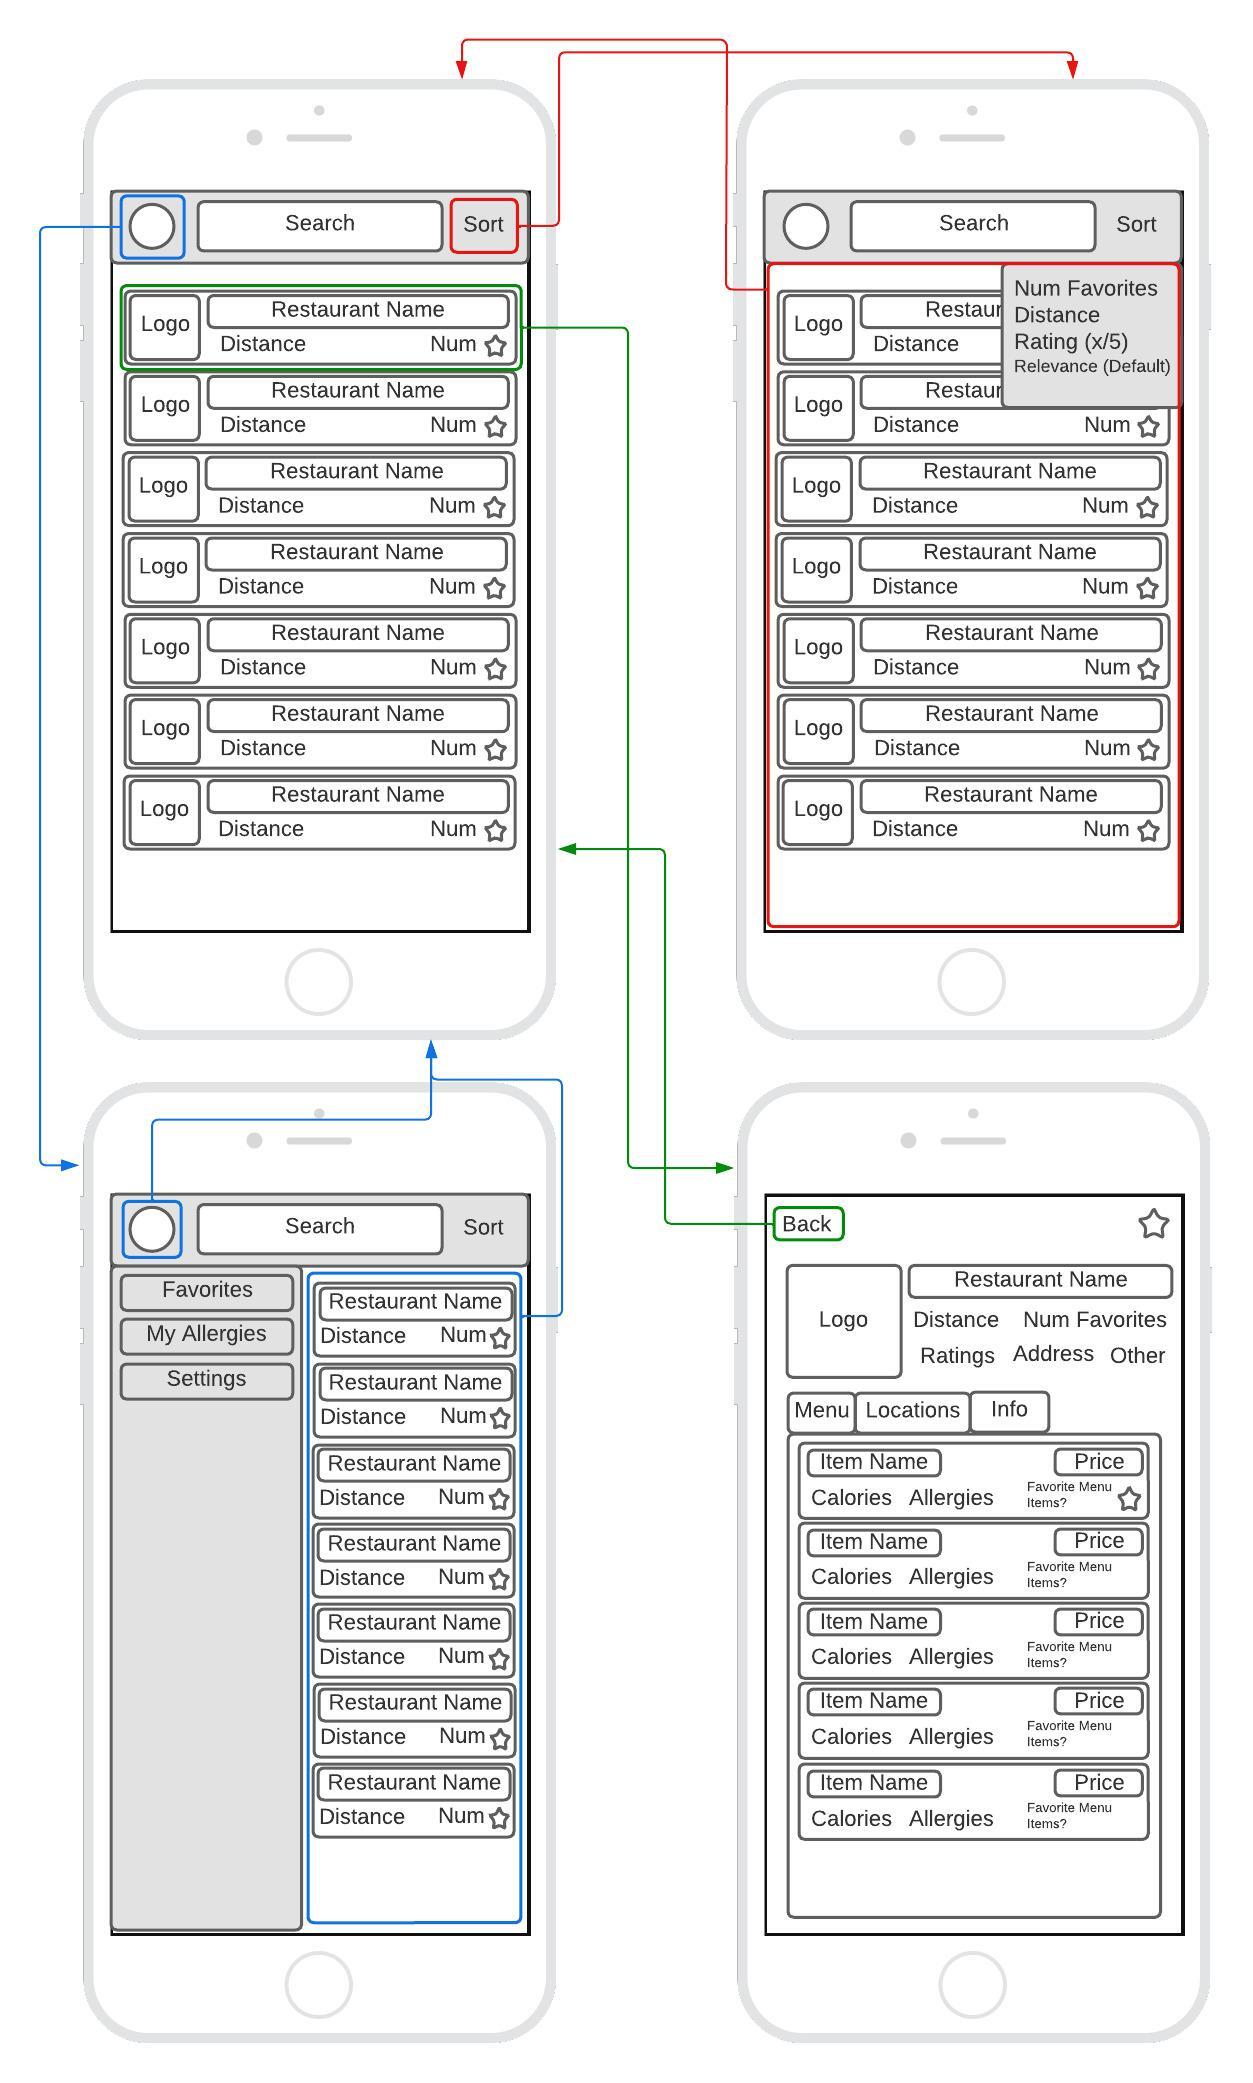 Search
Sort
Logo
Restaurant Name
Distance
Num
Logo
Restaurant Name
Distance
Num
Logo
Restaurant Name
Distance
Num
Logo
Restaurant Name
Distance
Num
Logo
Restaurant Name
Distance
Num
Logo
Restaurant Name
Distance
Num
Logo
Restaurant Name
Distance
Num
Search
Sort
Num Favorites
Distance
Rating (x/5)
Relevance (Default)
Logo
Restaur
Distance
Logo
Restaur
Distance
Num
Logo
Restaurant Name
Distance
Num
Logo
Restaurant Name
Distance
Num
Logo
Restaurant Name
Distance
Num
Logo
Restaurant Name
Distance
Num
Logo
Restaurant Name
Distance
Num
Search
Sort
Favorites
My Allergies
Settings
Restaurant Name
Distance
Num
Restaurant Name
Distance
Num
Restaurant Name
Distance
Num
Restaurant Name
Distance
Num
Restaurant Name
Distance
Num
Restaurant Name
Distance
Num
Restaurant Name
Distance
Num
Back
Logo
Restaurant Name
Distance
Num Favorites
Ratings
Address
Other
Menu
Locations
Info
Item Name
Price
Calories
Allergies
Favorite Menu
Items?
Item Name
Price
Calories
Allergies
Favorite Menu
Items?
Item Name
Price
Calories
Allergies
Favorite Menu
Items?
Item Name
Price
Calories
Allergies
Favorite Menu
Items?
Item Name
Price
Calories
Allergies
Favorite Menu
Items?